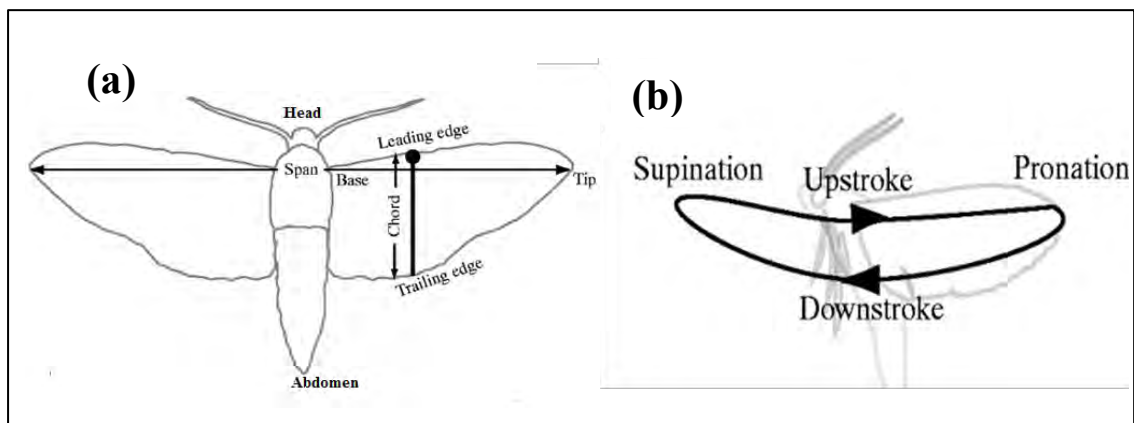 (a)
Head
Leading edge
Span
Base
Tip
Chord
Trailing edge
Abdomen
(b)
Supination
Upstroke
Pronation
Downstroke